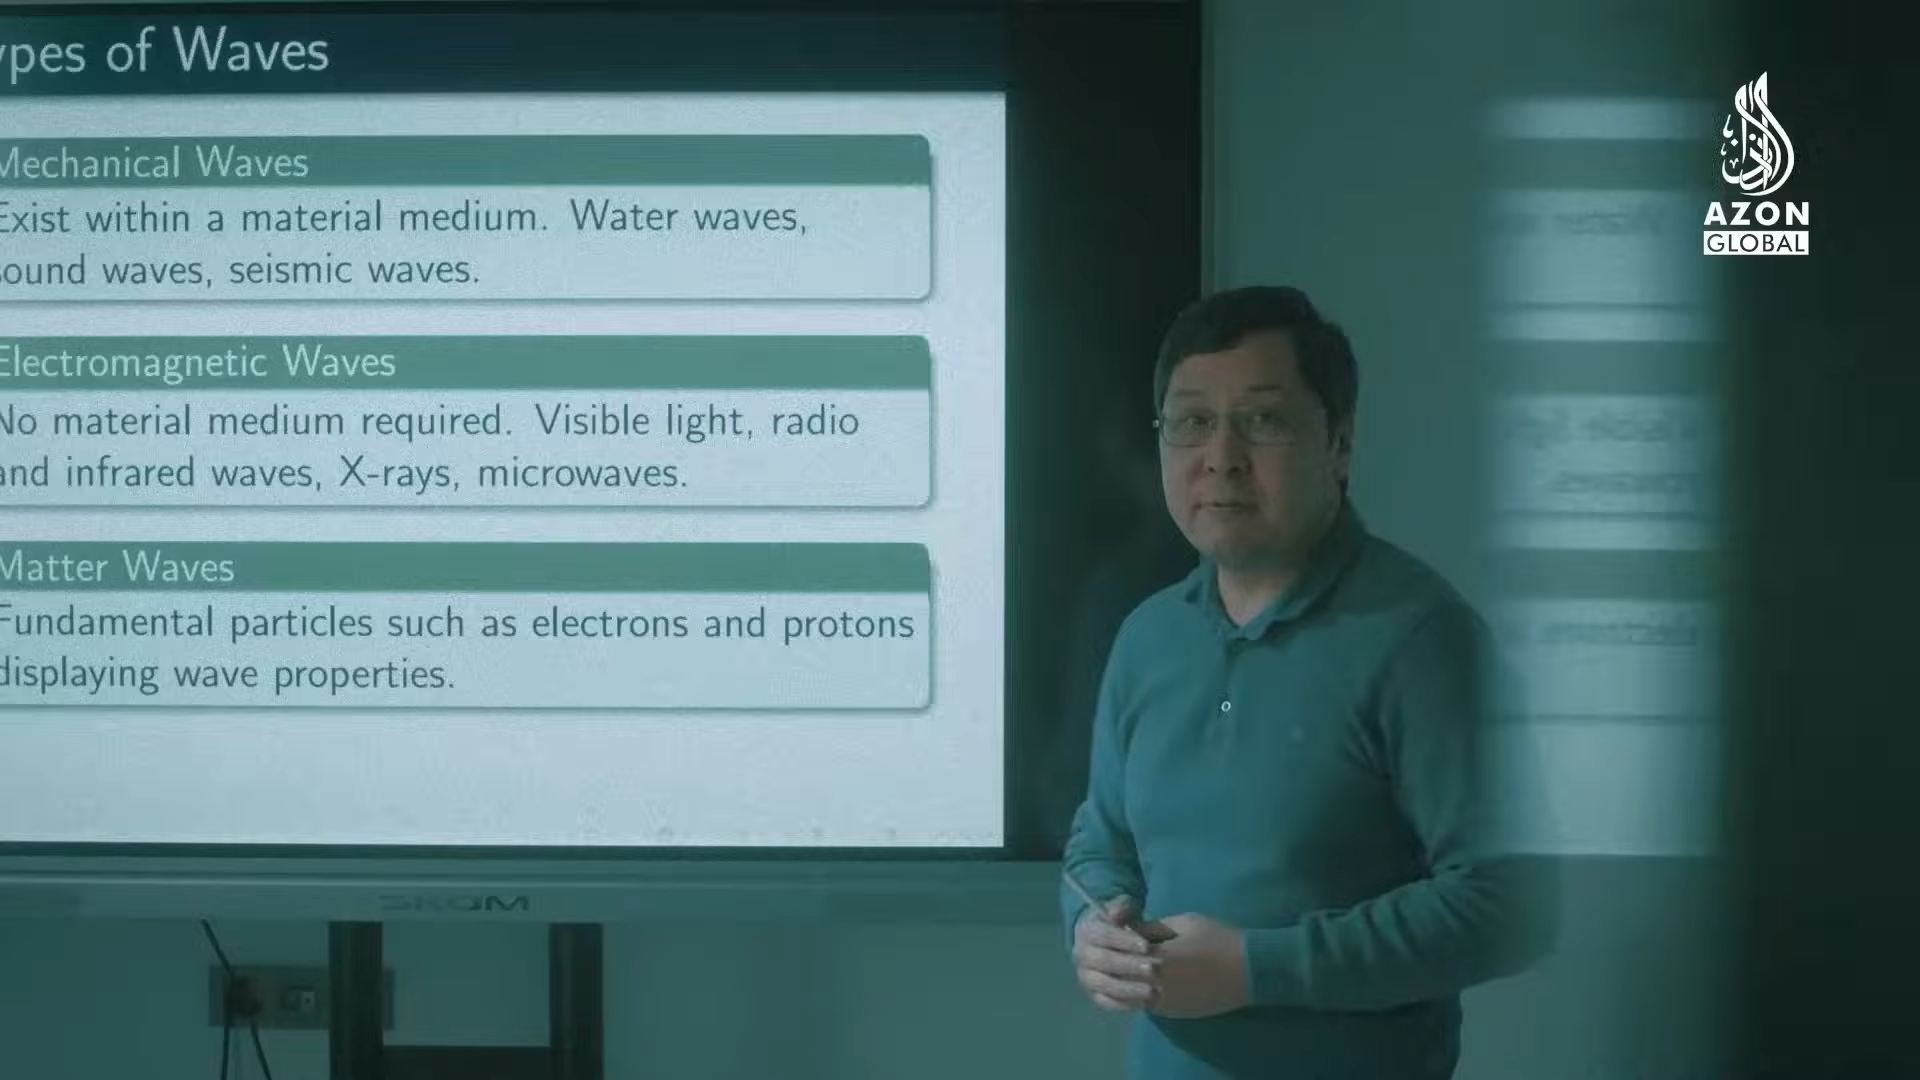 ypes of Waves
Mechanical Waves
Exist within a material medium. Water waves,
sound waves, seismic waves.
Electromagnetic Waves
No material medium required. Visible light, radio
and infrared waves, X-rays, microwaves.
Matter Waves
Fundamental particles such as electrons and protons
displaying wave properties.
AZON
GLOBAL